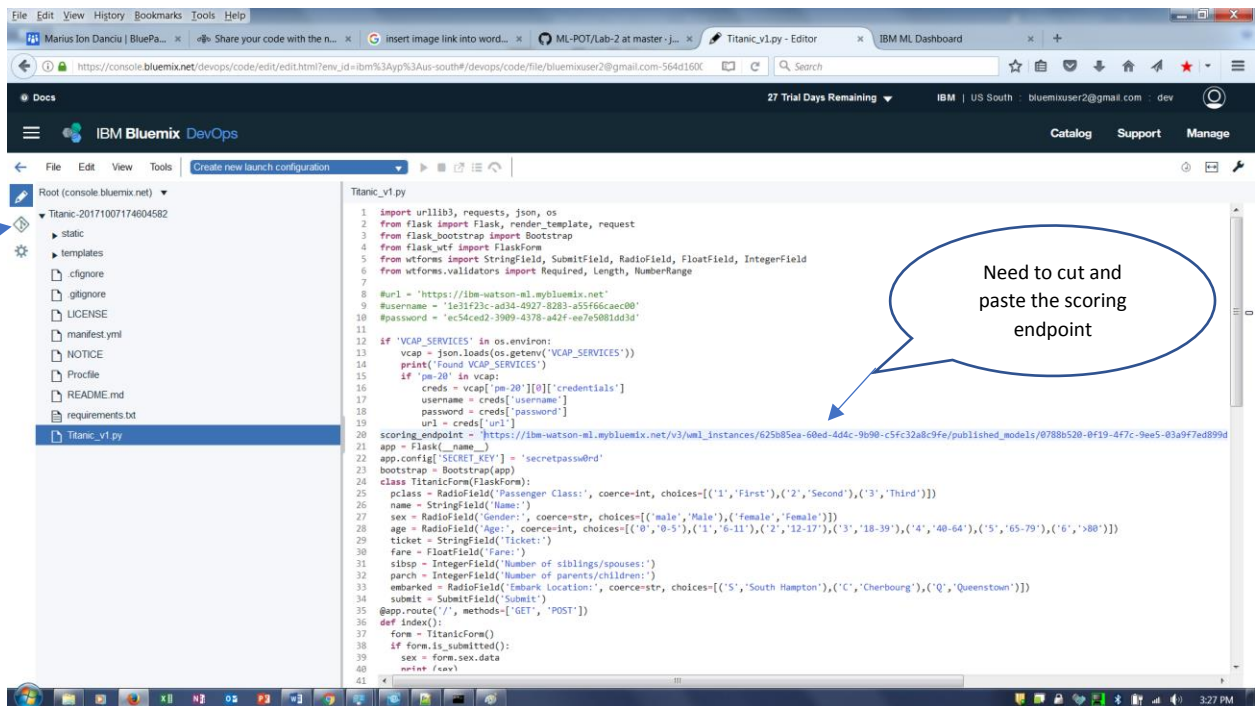 File Edit View History Bookmarks Tools Help
Marius Ion Danciu | BluePa... × Share your code with the n... × insert image link into word... × ML-POT/Lab-2 at master · j... × Titanic_v1.py - Editor × IBM ML Dashboard × +
https://console.bluemix.net/devops/code/edit/edit.html?env_id=ibm%3Ayp%3Aus-south#/devops/code/file/bluemixuser2@gmail.com-564d160C Search
Docs 27 Trial Days Remaining IBM | US South : bluemixuser2@gmail.com : dev
IBM Bluemix DevOps Catalog Support Manage
File Edit View Tools Create new launch configuration
Root (console.bluemix.net)
Titanic-20171007174604582
static
templates
.cfignore
.gitignore
LICENSE
manifest.yml
NOTICE
Procfile
README.md
requirements.txt
Titanic_v1.py
Titanic_v1.py
1 import urllib3, requests, json, os
2 from flask import Flask, render_template, request
3 from flask_bootstrap import Bootstrap
4 from flask_wtf import FlaskForm
5 from wtforms import StringField, SubmitField, RadioField, FloatField, IntegerField
6 from wtforms.validators import Required, Length, NumberRange
7
8 #url = 'https://ibm-watson-ml.mybluemix.net'
9 #username = '1e31f23c-ad34-4927-8283-a55f66caec00'
10 #password = 'ec54ced2-3909-4378-a42f-ee7e5081dd3d'
11
12 if 'VCAP_SERVICES' in os.environ:
13 vcap = json.loads(os.getenv('VCAP_SERVICES'))
14 print('Found VCAP_SERVICES')
15 if 'pm-20' in vcap:
16 creds = vcap['pm-20'][0]['credentials']
17 username = creds['username']
18 password = creds['password']
19 url = creds['url']
20 scoring_endpoint = 'https://ibm-watson-ml.mybluemix.net/v3/wml_instances/625b85ea-60ed-4d4c-9b90-c5fc32a8c9fe/published_models/0788b520-0f19-4f7c-9ee5-03a9f7ed899d
21 app = Flask(__name__)
22 app.config['SECRET_KEY'] = 'secretpassw0rd'
23 bootstrap = Bootstrap(app)
24 class TitanicForm(FlaskForm):
25 pclass = RadioField('Passenger Class:', coerce=int, choices=[('1','First'),('2','Second'),('3','Third')])
26 name = StringField('Name:')
27 sex = RadioField('Gender:', coerce=str, choices=[('male','Male'),('female','Female')])
28 age = RadioField('Age:', coerce=int, choices=[('0','0-5'),('1','6-11'),('2','12-17'),('3','18-39'),('4','40-64'),('5','65-79'),('6','>80')])
29 ticket = StringField('Ticket:')
30 fare = FloatField('Fare:')
31 sibsp = IntegerField('Number of siblings/spouses:')
32 parch = IntegerField('Number of parents/children:')
33 embarked = RadioField('Embark Location:', coerce=str, choices=[('S','South Hampton'),('C','Cherbourg'),('Q','Queenstown')])
34 submit = SubmitField('Submit')
35 @app.route('/', methods=['GET', 'POST'])
36 def index():
37 form = TitanicForm()
38 if form.is_submitted():
39 sex = form.sex.data
40 print (sex)
41
Need to cut and
paste the scoring
endpoint
3:27 PM